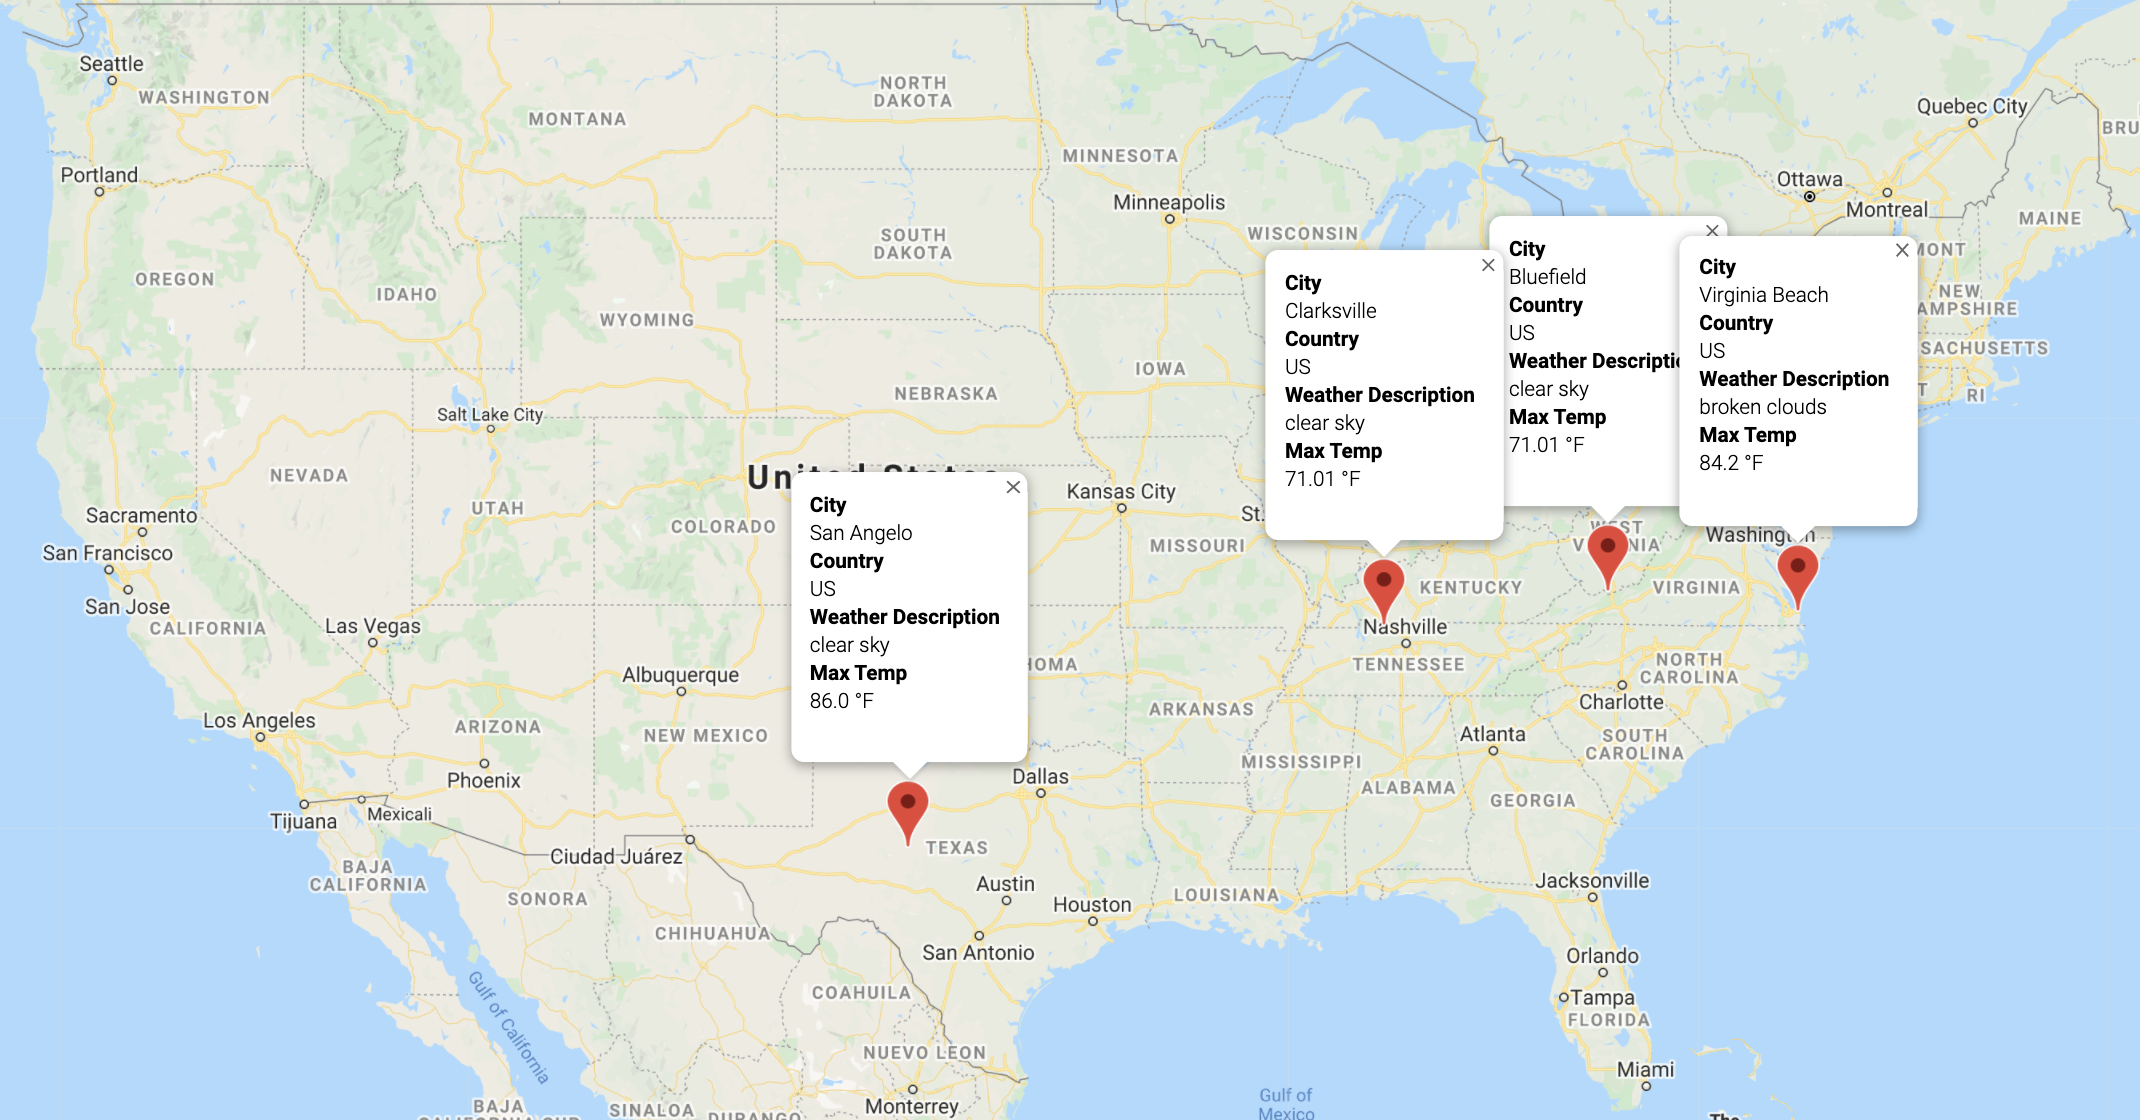 Seattle
WASHINGTON
MONTANA
NORTH
DAKOTA
Quebec City
MINNESOTA
Portland
Ottawa
Minneapolis
Montreal
MAINE
WISCONSIN
SOUTH
DAKOTA
OREGON
IDAHO
WYOMING
NEW
IOWA
NEBRASKA
RI
Salt Lake City
NEVADA
UTAH
COLORADO
Kansas City
MISSOURI
Sacramento
San Francisco
San Jose
CALIFORNIA
Las Vegas
City
San Angelo
Country
US
Weather Description
clear sky
Max Temp
86.0 °F
City
Clarksville
Country
US
Weather Description
clear sky
Max Temp
71.01 °F
City
Bluefield
Country
US
Weather
clear sky
Max Temp
71.01 °F
City
Virginia Beach
Country
US
Weather Description
broken clouds
Max Temp
84.2 °F
WEST
KENTUCKY
VIRGINIA
Nashville
TENNESSEE
NORTH
CAROLINA
Charlotte
Albuquerque
Los Angeles
ARIZONA
NEW MEXICO
ARKANSAS
Atlanta
SOUTH
CAROLINA
Phoenix
Dallas
MISSISSIPPI
ALABAMA
GEORGIA
Tijuana
Mexicali
Ciudad Juárez
TEXAS
BAJA
CALIFORNIA
SONORA
Austin
Houston
LOUISIANA
Jacksonville
CHIHUAHUA
San Antonio
Orlando
Gulf of California
COAHUILA
Tampa
FLORIDA
NUEVO LEON
Miami
Monterrey
BAJA
SINALOA
DURANGO
Gulf of
Mexico